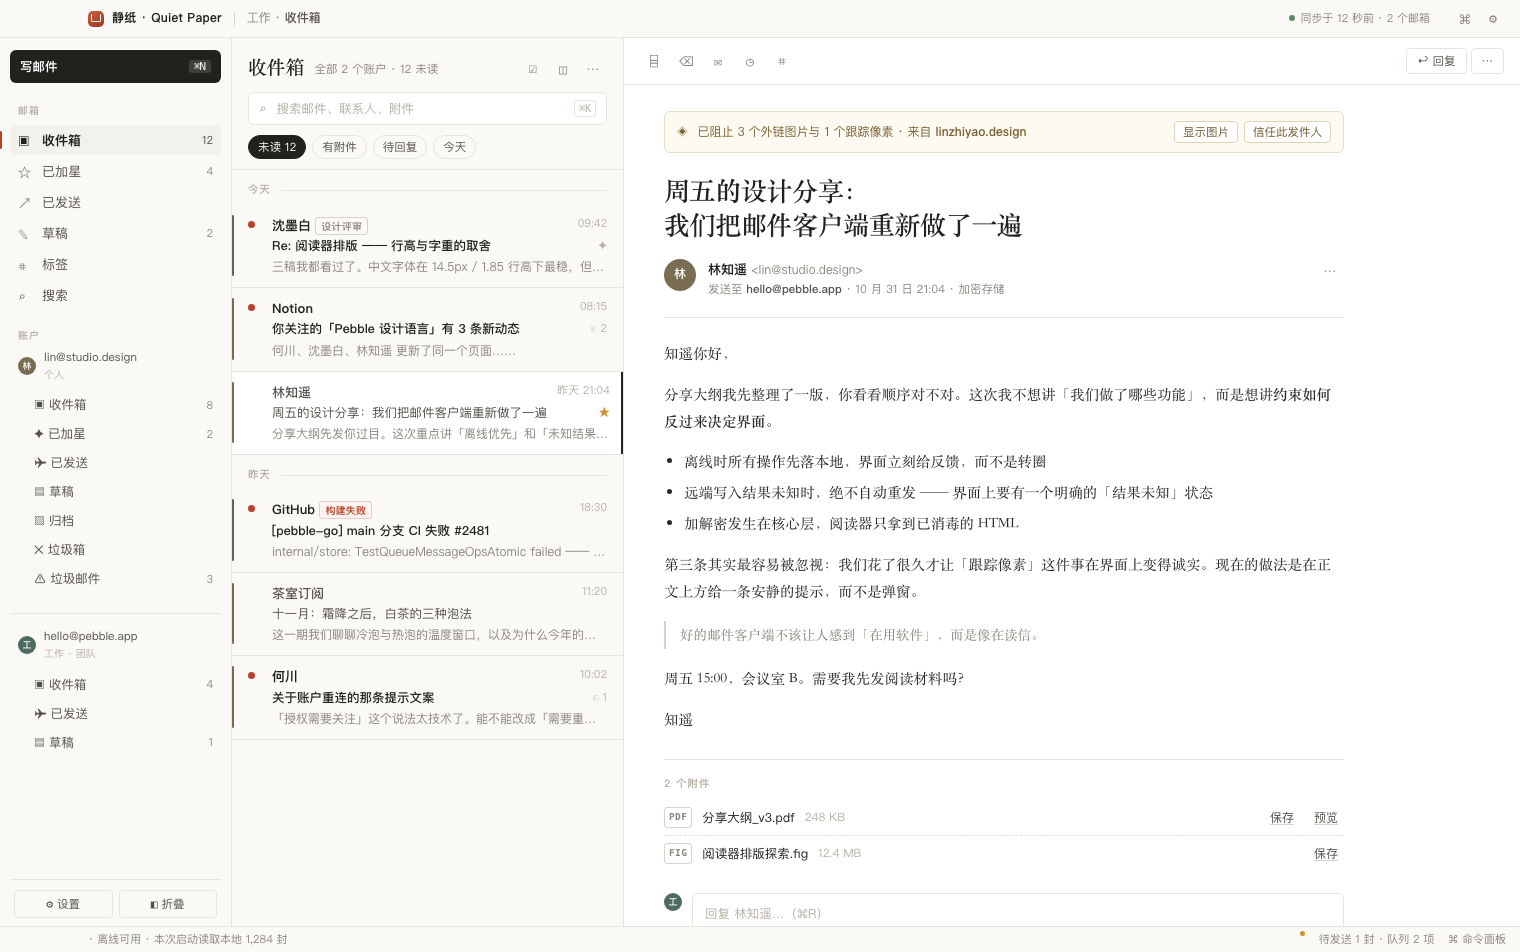 静纸 · Quiet Paper
工作 · 收件箱
同步于 12 秒前 · 2 个邮箱
写邮件 ⌘N
邮箱
收件箱 12
已加星 4
已发送
草稿 2
标签
搜索
账户
林 lin@studio.design
个人
收件箱 8
已加星 2
已发送
草稿
归档
垃圾箱
垃圾邮件 3
工 hello@pebble.app
工作 · 团队
收件箱 4
已发送
草稿 1
设置
折叠
收件箱 全部 2 个账户 · 12 未读
搜索邮件、联系人、附件 ⌘K
未读 12 有附件 待回复 今天
今天
沈墨白 设计评审 09:42
Re: 阅读器排版 —— 行高与字重的取舍
三稿我都看过了。中文字体在 14.5px / 1.85 行高下最稳，但…
Notion 08:15
你关注的「Pebble 设计语言」有 3 条新动态 2
何川、沈墨白、林知遥 更新了同一个页面……
林知遥 昨天 21:04
周五的设计分享：我们把邮件客户端重新做了一遍 ★
分享大纲先发你过目。这次重点讲「离线优先」和「未知结果…
昨天
GitHub 构建失败 18:30
[pebble-go] main 分支 CI 失败 #2481
internal/store: TestQueueMessageOpsAtomic failed —— …
茶室订阅 11:20
十一月：霜降之后，白茶的三种泡法
这一期我们聊聊冷泡与热泡的温度窗口，以及为什么今年的…
何川 10:02
关于账户重连的那条提示文案 1
「授权需要关注」这个说法太技术了。能不能改成「需要重…
↩ 回复 ···
已阻止 3 个外链图片与 1 个跟踪像素 · 来自 linzhiyao.design 显示图片 信任此发件人
周五的设计分享：
我们把邮件客户端重新做了一遍
林 林知遥 <lin@studio.design>
发送至 hello@pebble.app · 10 月 31 日 21:04 · 加密存储
知遥你好，
分享大纲我先整理了一版，你看看顺序对不对。这次我不想讲「我们做了哪些功能」，而是想讲约束如何
反过来决定界面。
• 离线时所有操作先落本地，界面立刻给反馈，而不是转圈
• 远端写入结果未知时，绝不自动重发 —— 界面上要有一个明确的「结果未知」状态
• 加解密发生在核心层，阅读器只拿到已消毒的 HTML
第三条其实最容易被忽视：我们花了很久才让「跟踪像素」这件事在界面上变得诚实。现在的做法是在正
文上方给一条安静的提示，而不是弹窗。
好的邮件客户端不该让人感到「在用软件」，而是像在读信。
周五 15:00，会议室 B。需要我先发阅读材料吗?
知遥
2 个附件
PDF 分享大纲_v3.pdf 248 KB 保存 预览
FIG 阅读器排版探索.fig 12.4 MB 保存
工 回复 林知遥… (⌘R)
· 离线可用 · 本次启动读取本地 1,284 封
待发送 1 封 · 队列 2 项 ⌘ 命令面板